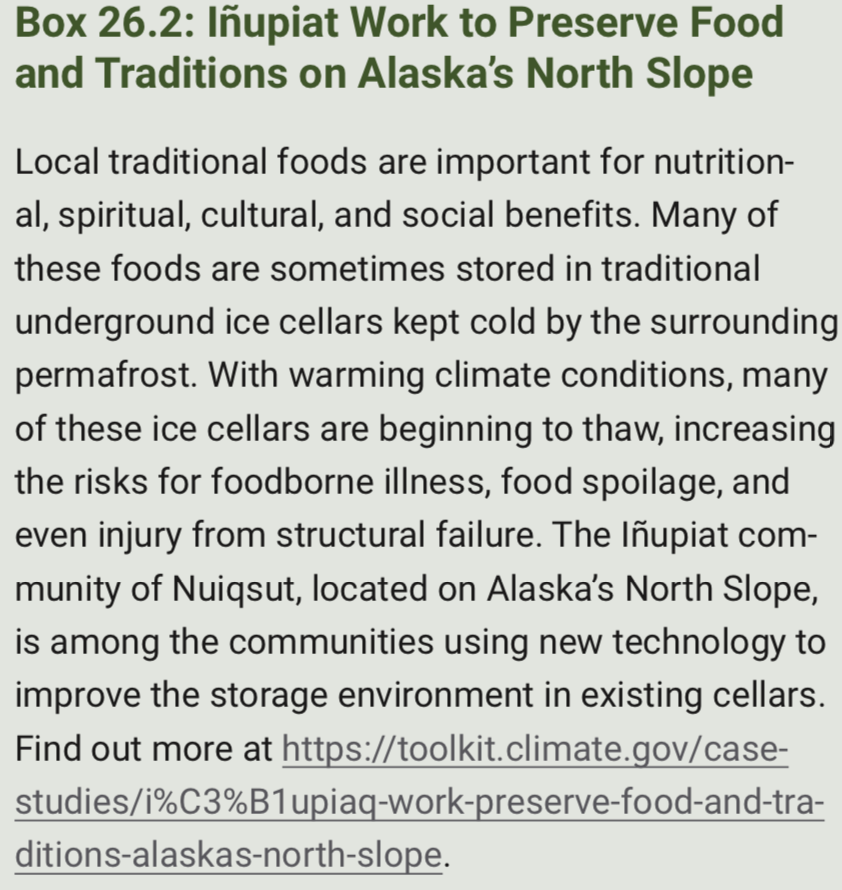 Box 26.2: Iñupiat Work to Preserve Food
and Traditions on Alaska’s North Slope
Local traditional foods are important for nutrition-
al, spiritual, cultural, and social benefits. Many of
these foods are sometimes stored in traditional
underground ice cellars kept cold by the surrounding
permafrost. With warming climate conditions, many
of these ice cellars are beginning to thaw, increasing
the risks for foodborne illness, food spoilage, and
even injury from structural failure. The Iñupiat com-
munity of Nuiqsut, located on Alaska’s North Slope,
is among the communities using new technology to
improve the storage environment in existing cellars.
Find out more at https://toolkit.climate.gov/case-
studies/i%C3%B1upiaq-work-preserve-food-and-tra-
ditions-alaskas-north-slope.